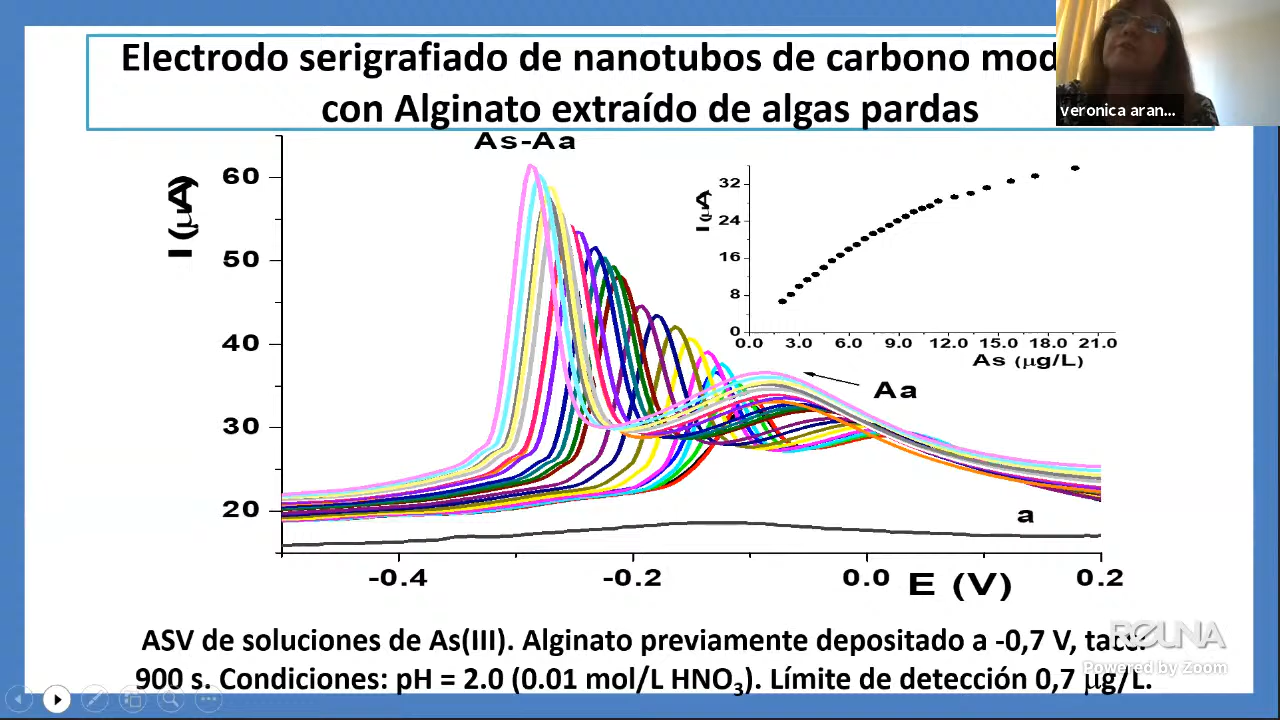 Electrodo serigrafiado de nanotubos de carbono mod
con Alginato extraído de algas pardas
veronica aran...
As-Aa
I (µA)
60
50
40
30
20
-0.4
-0.2
0.0
0.2
E (V)
I (µA)
32
24
16
8
0
0.0 3.0 6.0 9.0 12.0 15.0 18.0 21.0
As (µg/L)
Aa
a
ASV de soluciones de As(III). Alginato previamente depositado a -0,7 V,
900 s. Condiciones: pH = 2.0 (0.01 mol/L HNO₃). Límite de detección 0,7 µg/L.
REUNA
Powered by Zoom